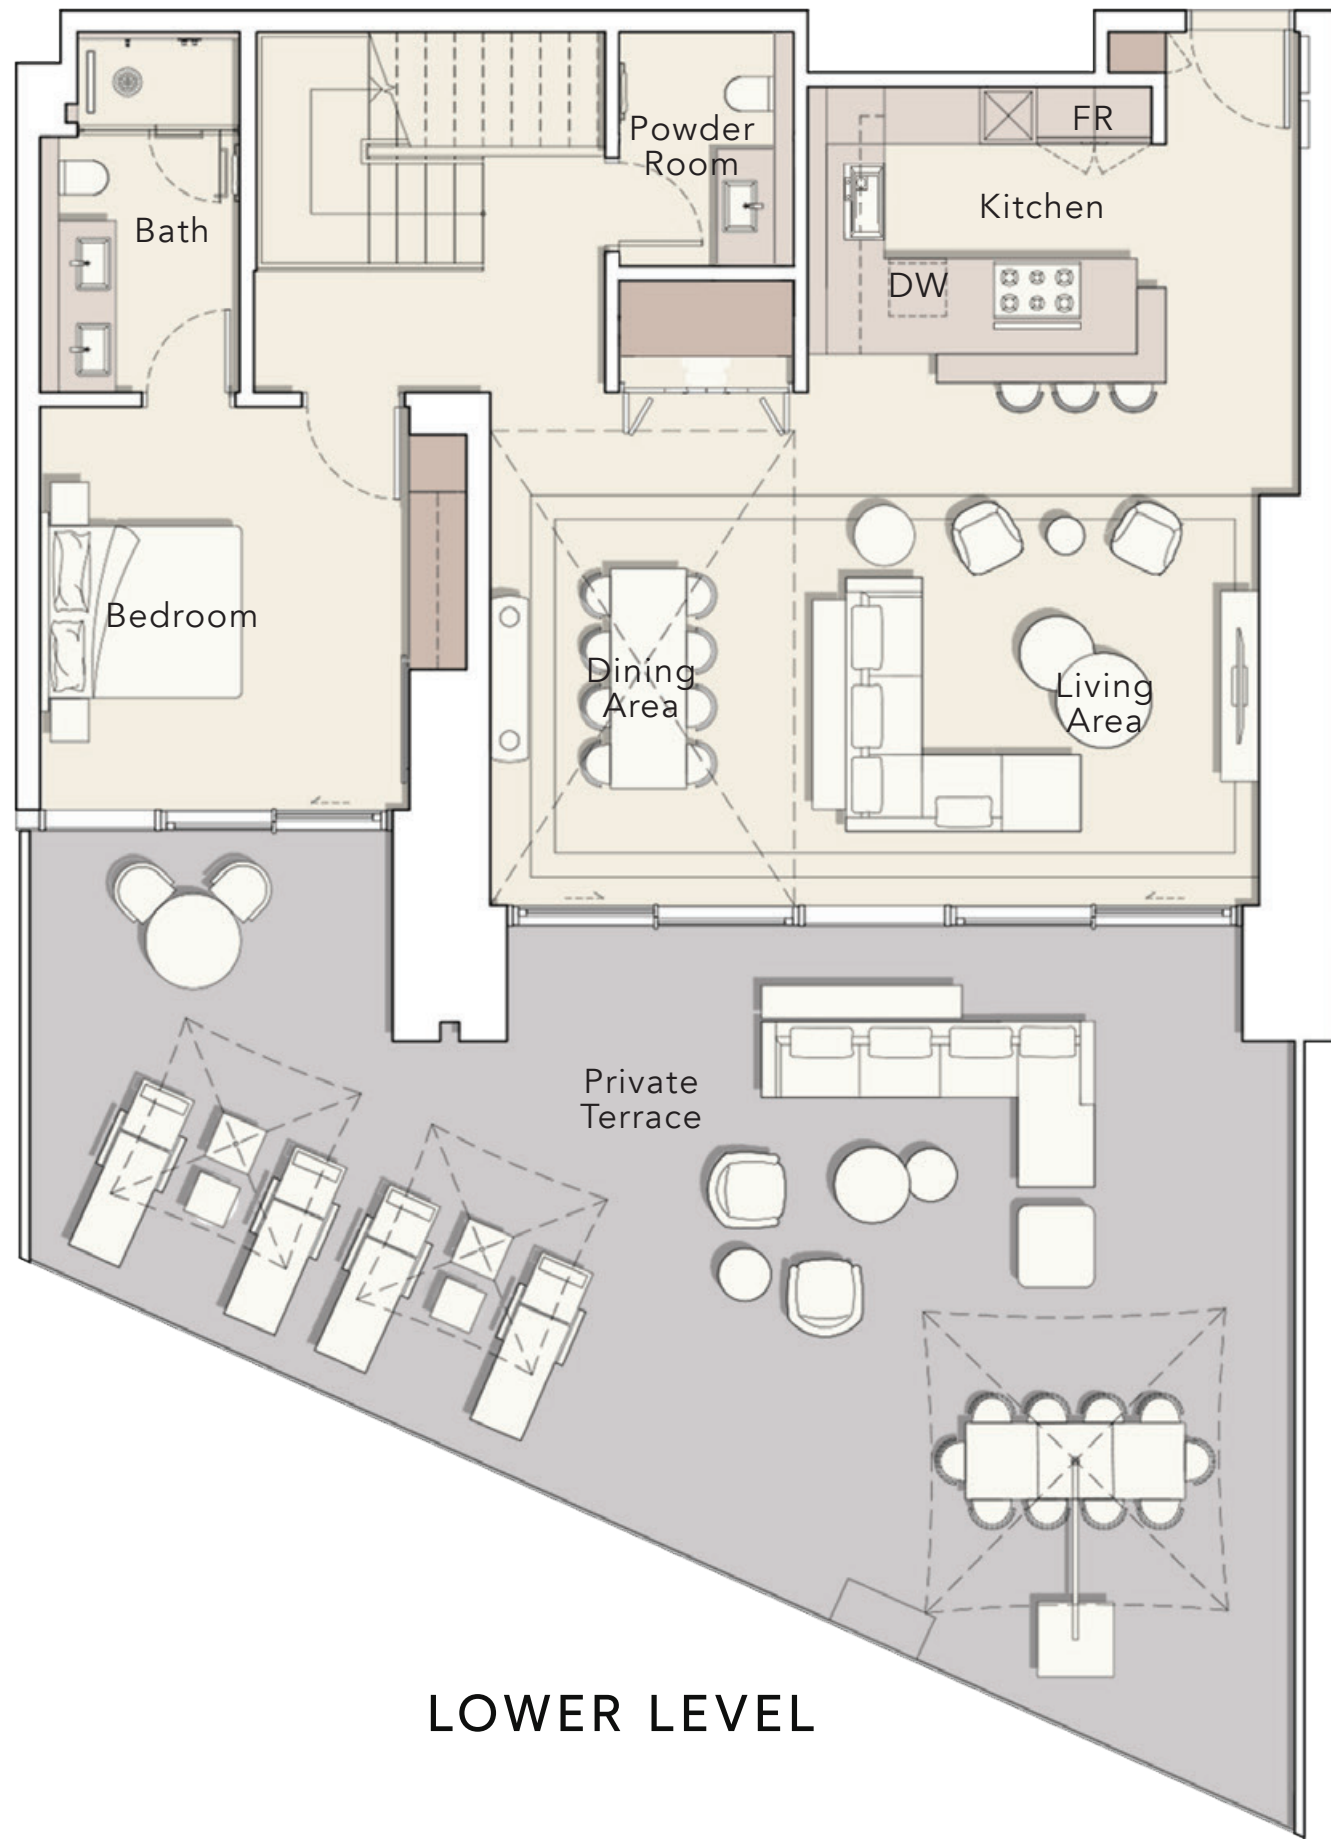 Powder
Room
FR
Kitchen
Bath
DW
Bedroom
Dining
Area
Living
Area
Private
Terrace
LOWER LEVEL